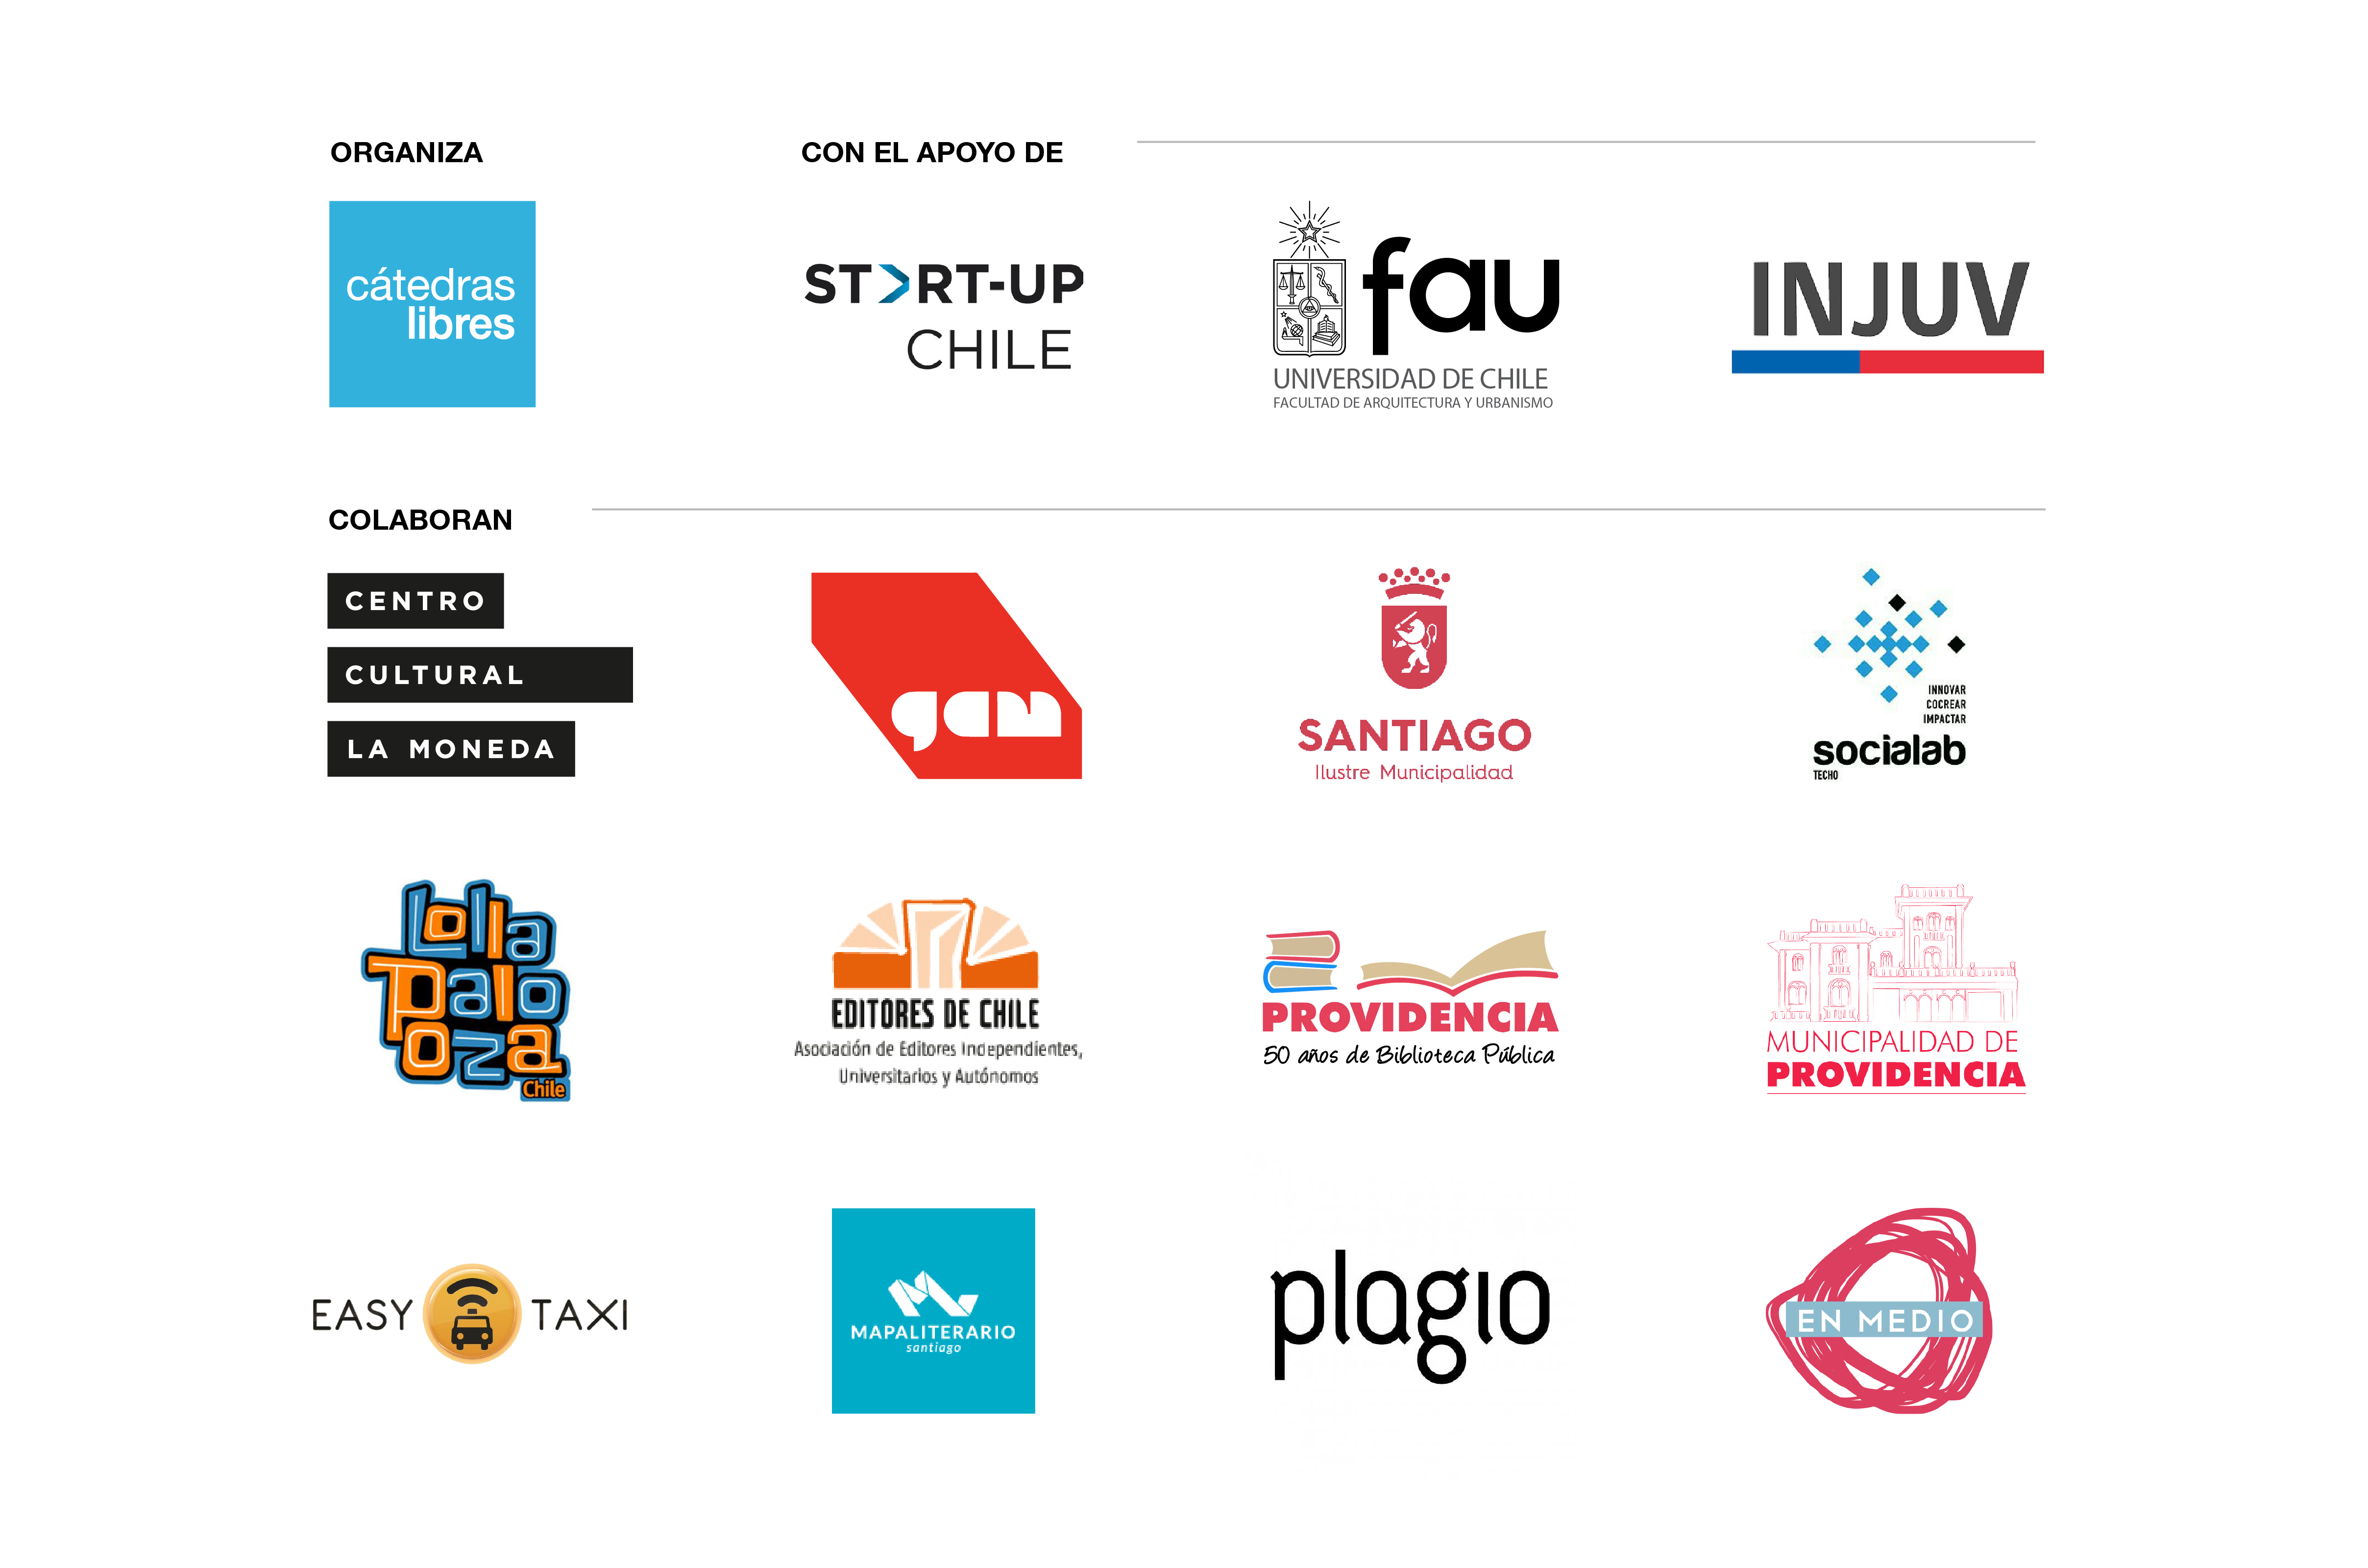 ORGANIZA
CON EL APOYO DE
cátedras
libres
START-UP
CHILE
fau
UNIVERSIDAD DE CHILE
FACULTAD DE ARQUITECTURA Y URBANISMO
INJUV
COLABORAN
CENTRO
CULTURAL
LA MONEDA
gam
SANTIAGO
Ilustre Municipalidad
INNOVAR
COCREAR
IMPACTAR
socialab
TECHO
Lolla
Palo
oza
Chile
EDITORES DE CHILE
Asociación de Editores Independientes,
Universitarios y Autónomos
PROVIDENCIA
50 años de Biblioteca Pública
MUNICIPALIDAD DE
PROVIDENCIA
EASY TAXI
MAPALITERARIO
santiago
plagio
EN MEDIO